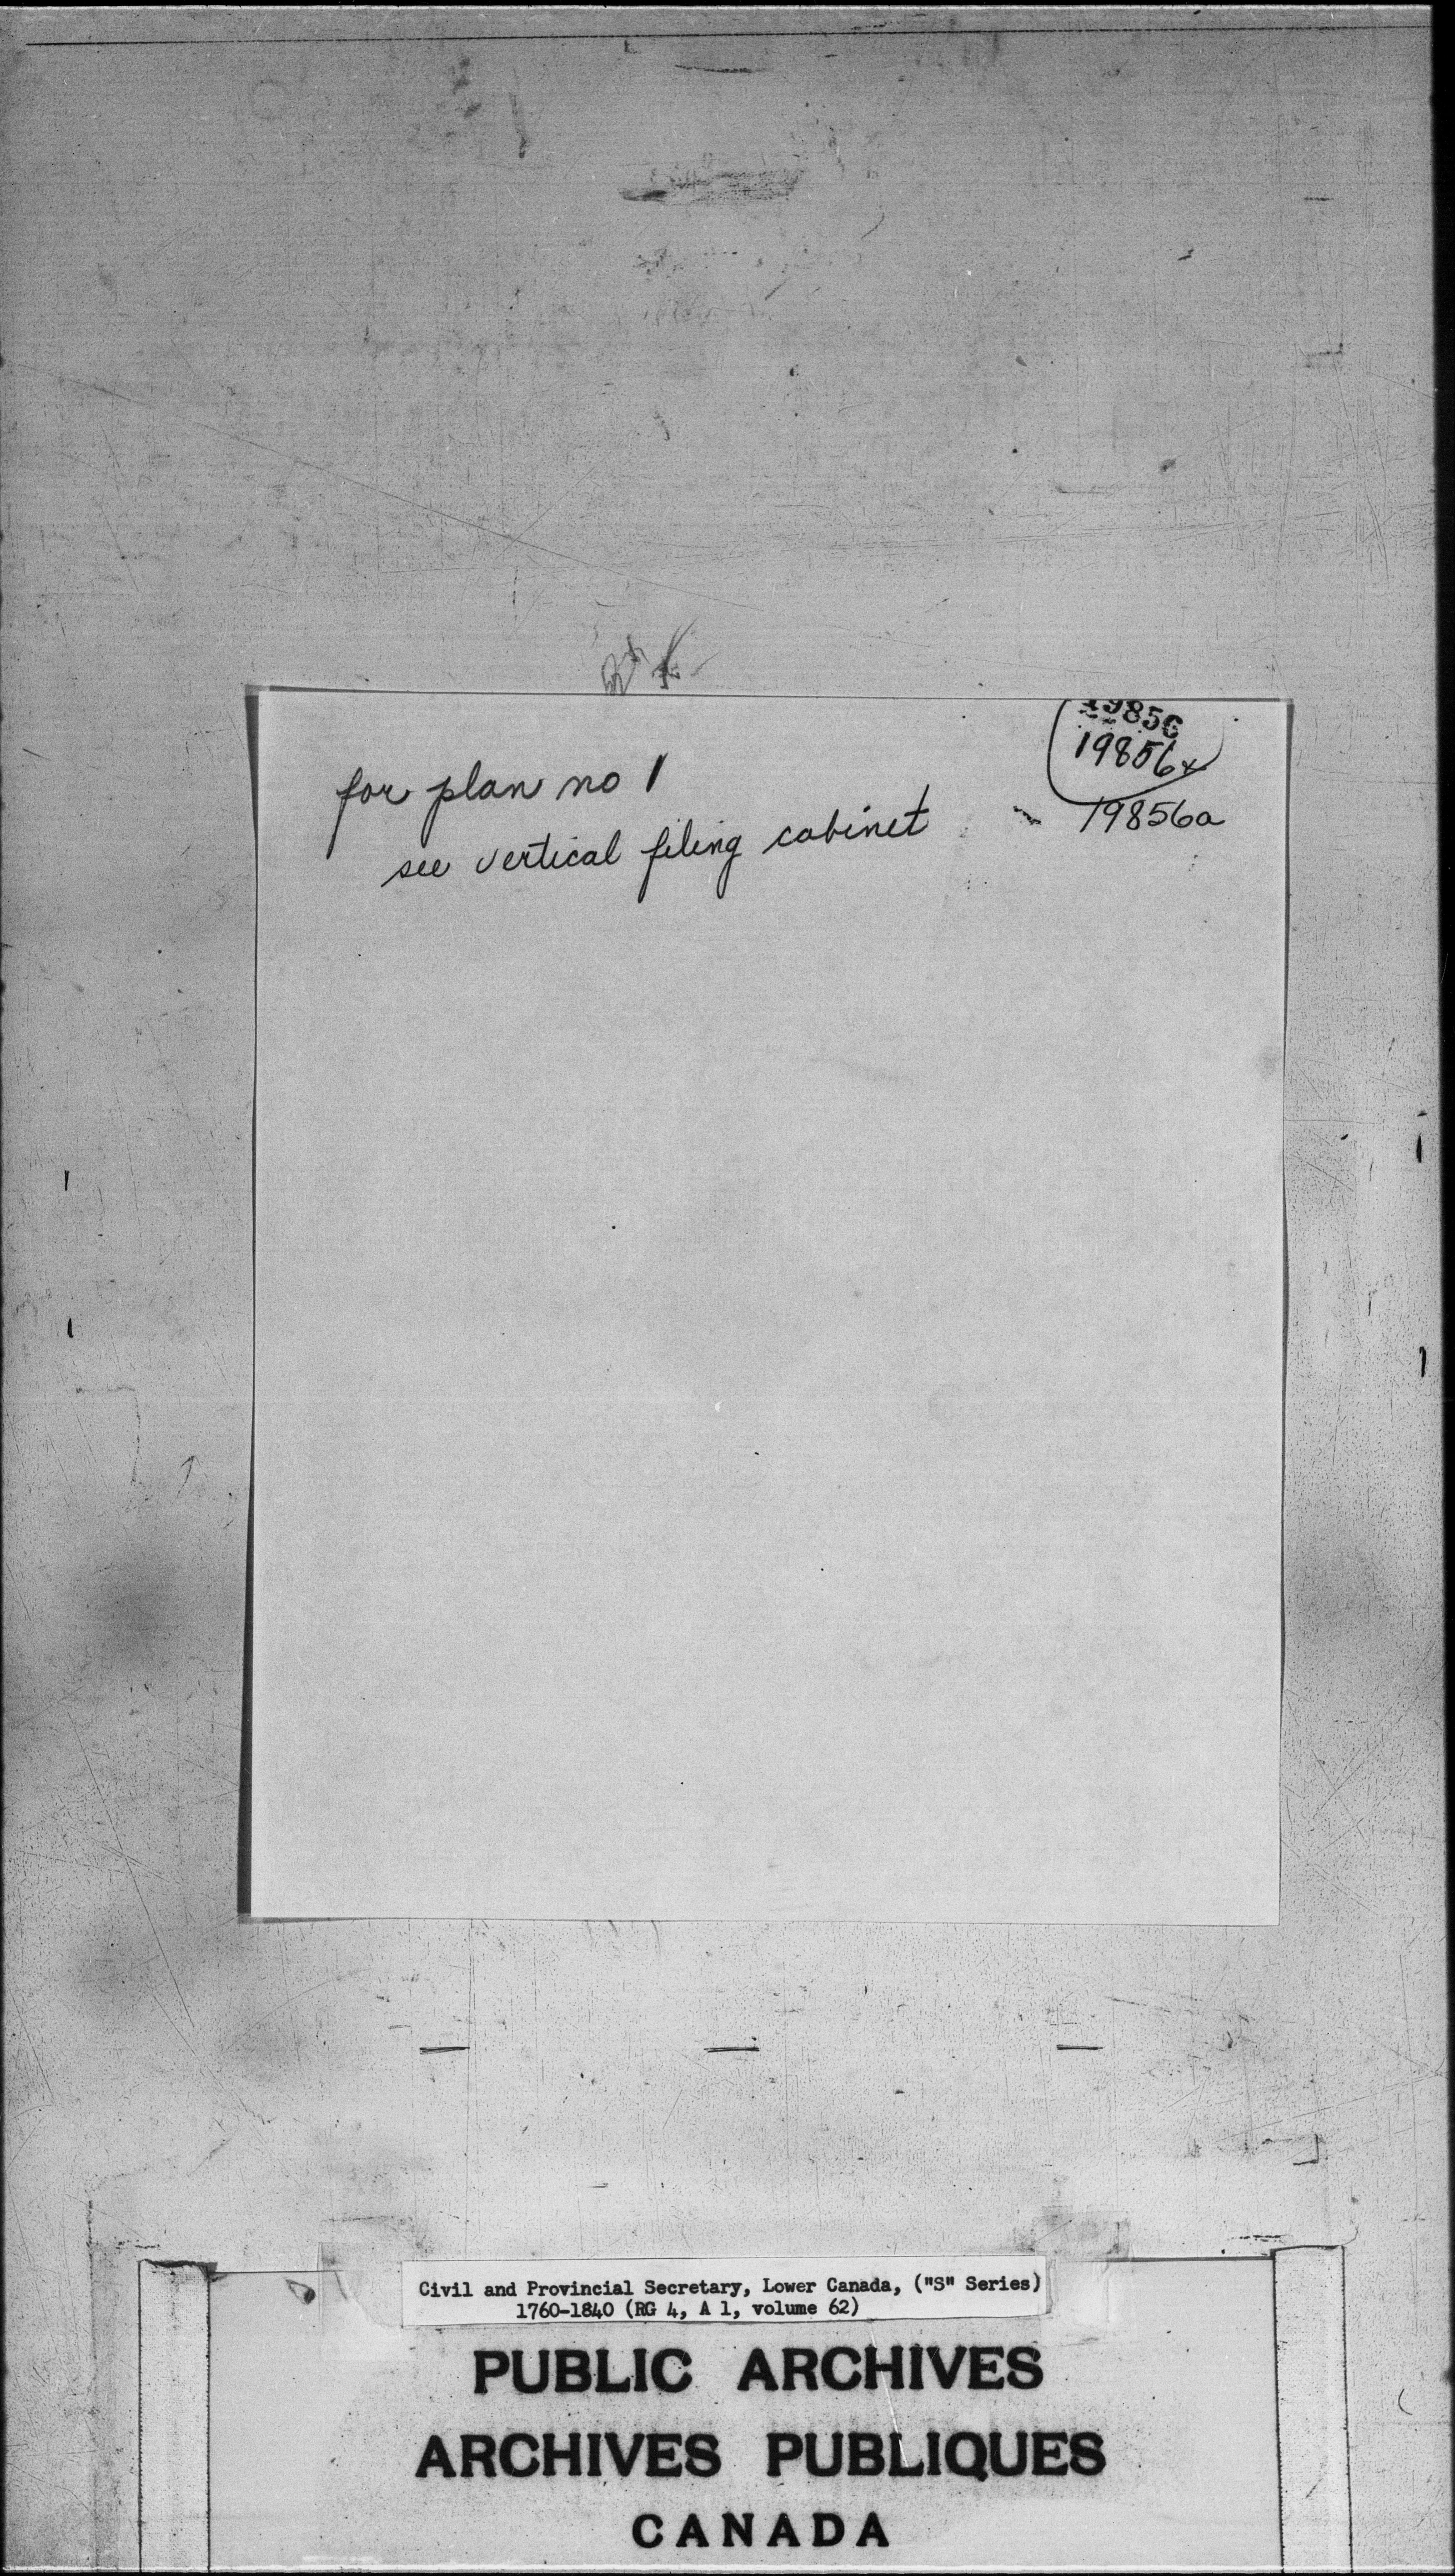 19856
19856x
for plan no 1
19856a
see vertical filing cabinet
Civil and Provincial Secretary, Lower Canada, ("S" Series)
1760-1840 (RG 4, A 1, volume 62)
PUBLIC ARCHIVES
ARCHIVES PUBLIQUES
CANADA